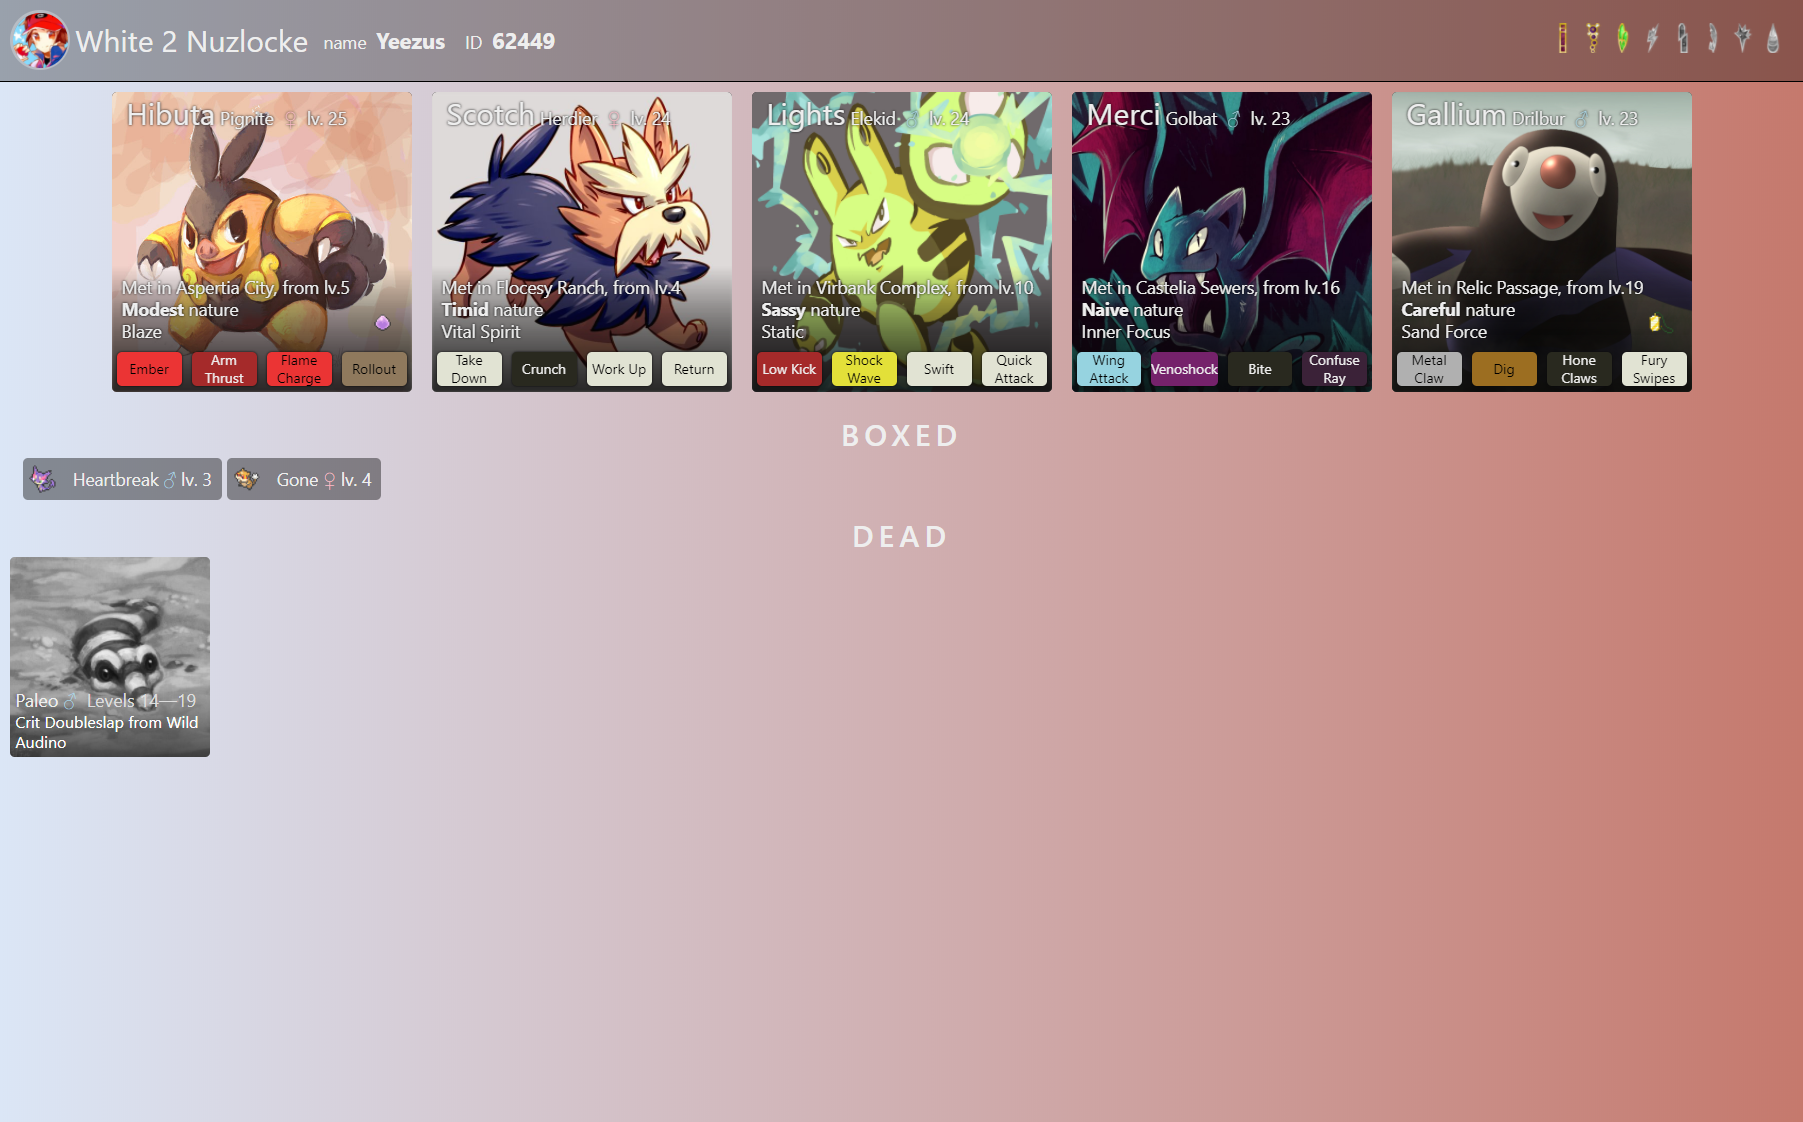 White 2 Nuzlocke name Yeezus ID 62449
Hibuta Pignite ♀ lv. 25
Met in Aspertia City, from lv.5
Modest nature
Blaze
Ember
Arm
Thrust
Flame
Charge
Rollout
Scotch Herdier ♀ lv. 24
Met in Flocesy Ranch, from lv.4
Timid nature
Vital Spirit
Take
Down
Crunch
Work Up
Return
Lights Elekid ♂ lv. 24
Met in Virbank Complex, from lv.10
Sassy nature
Static
Low Kick
Shock
Wave
Swift
Quick
Attack
Merci Golbat ♂ lv. 23
Met in Castelia Sewers, from lv.16
Naive nature
Inner Focus
Wing
Attack
Venoshock
Bite
Confuse
Ray
Gallium Drilbur ♂ lv. 23
Met in Relic Passage, from lv.19
Careful nature
Sand Force
Metal
Claw
Dig
Hone
Claws
Fury
Swipes
BOXED
Heartbreak ♂ lv. 3
Gone ♀ lv. 4
DEAD
Paleo ♂ Levels 14—19
Crit Doubleslap from Wild
Audino